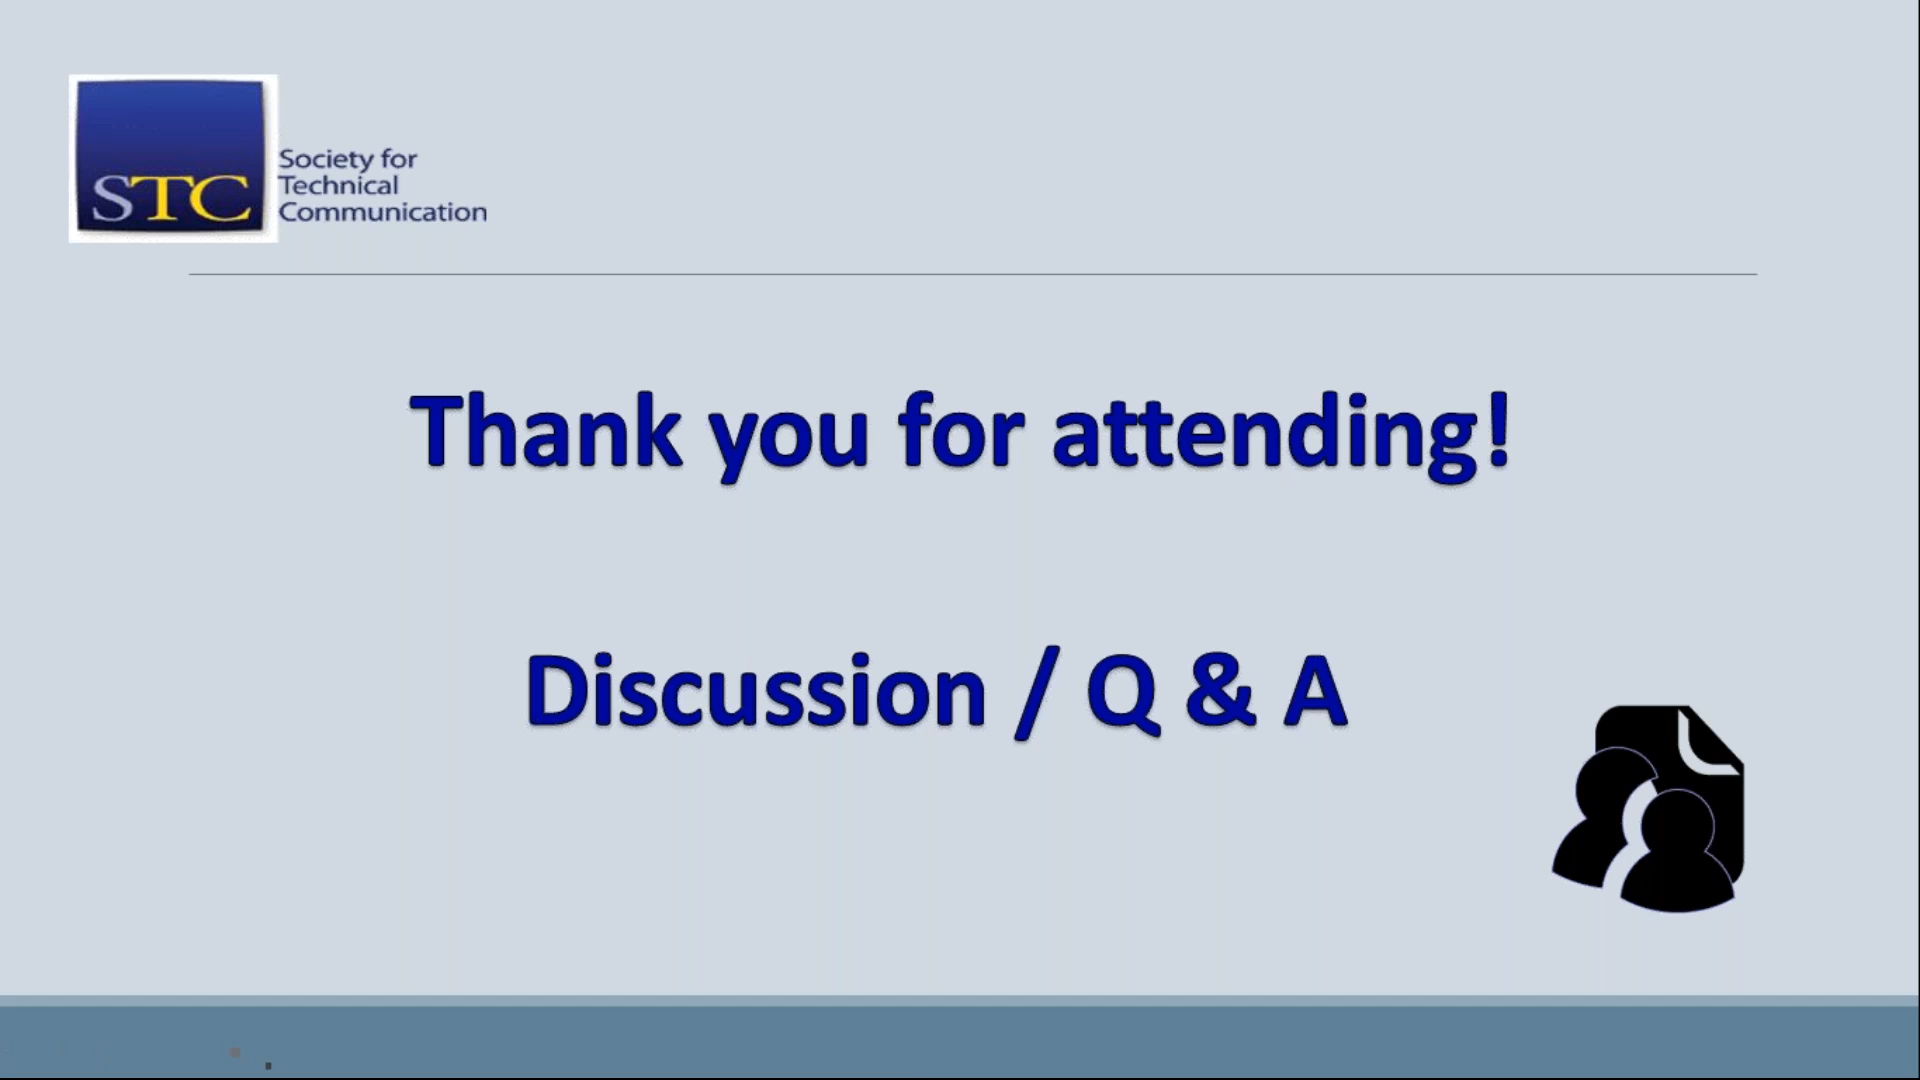 STC
Society for
Technical
Communication
Thank you for attending!
Discussion / Q & A